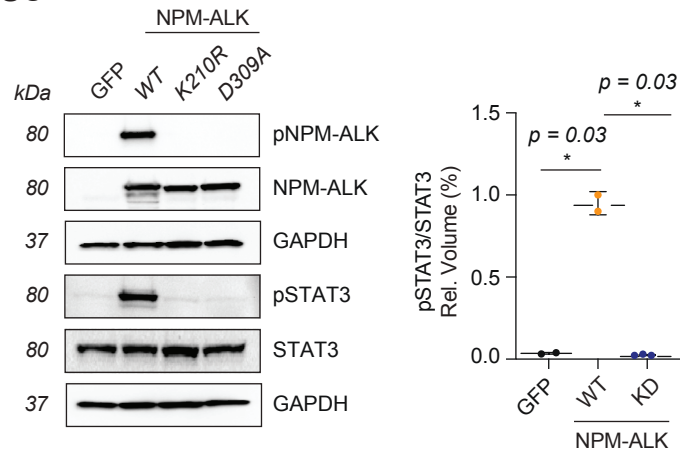 NPM-ALK
kDa
GFP
WT
K210R
D309A
80
pNPM-ALK
80
NPM-ALK
37
GAPDH
80
pSTAT3
80
STAT3
37
GAPDH
p = 0.03
*
p = 0.03
*
pSTAT3/STAT3
Rel. Volume (%)
1.5
1.0
0.5
0.0
GFP
WT
KD
NPM-ALK